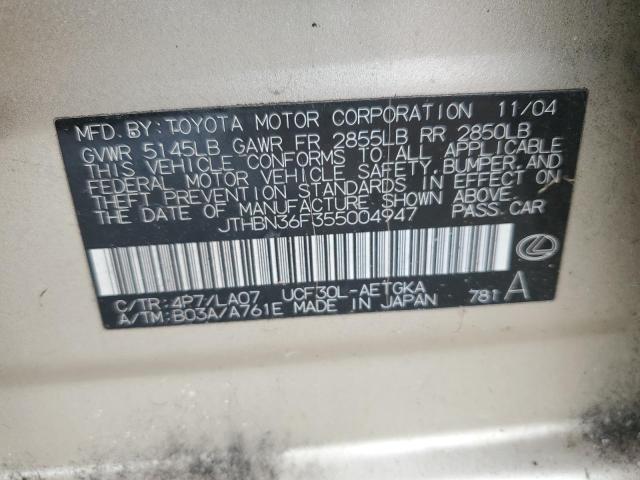 MFD. BY: TOYOTA MOTOR CORPORATION 11/04
GVWR 5145LB GAWR FR 2855LB RR 2850LB
THIS VEHICLE CONFORMS TO ALL APPLICABLE
FEDERAL MOTOR VEHICLE SAFETY, BUMPER, AND
THEFT PREVENTION STANDARDS IN EFFECT ON
THE DATE OF MANUFACTURE SHOWN ABOVE.
JTHBN36F355004947 PASS. CAR
C/TR: 4P7/LA07 UCF30L-AETGKA
A/TM: B03A/A761E MADE IN JAPAN 781 A